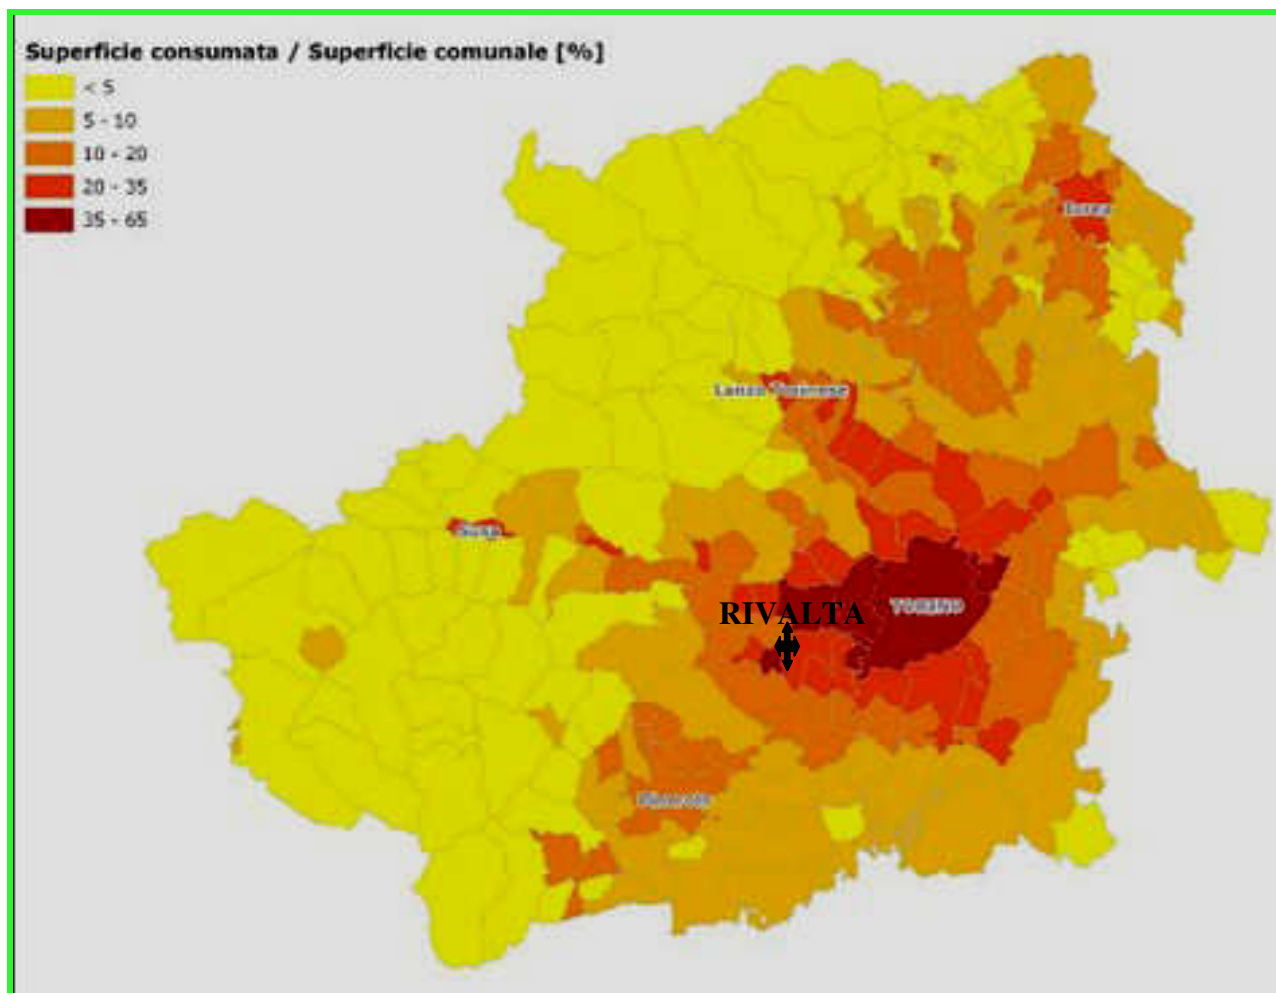 Superficie consumata / Superficie comunale [%]
< 5
5 - 10
10 - 20
20 - 35
35 - 65
Ivrea
Lanzo Torinese
Susa
TORINO
RIVALTA
Pinerolo